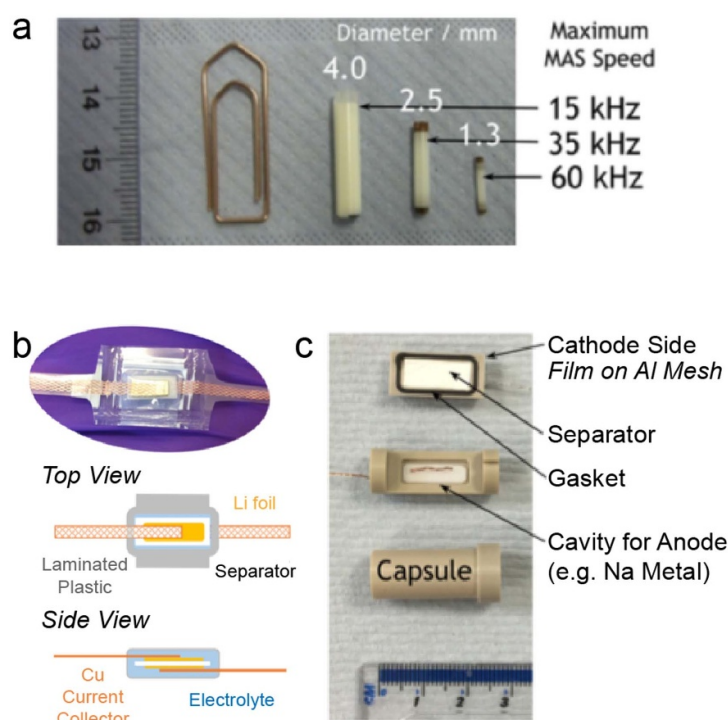 a
13
14
15
16
Diameter / mm
4.0
2.5
1.3
Maximum
MAS Speed
15 kHz
35 kHz
60 kHz
b
Top View
Li foil
Laminated
Plastic
Separator
Side View
Cu
Current
Collector
Electrolyte
c
Cathode Side
Film on Al Mesh
Separator
Gasket
Cavity for Anode
(e.g. Na Metal)
Capsule
CM
1
2
3